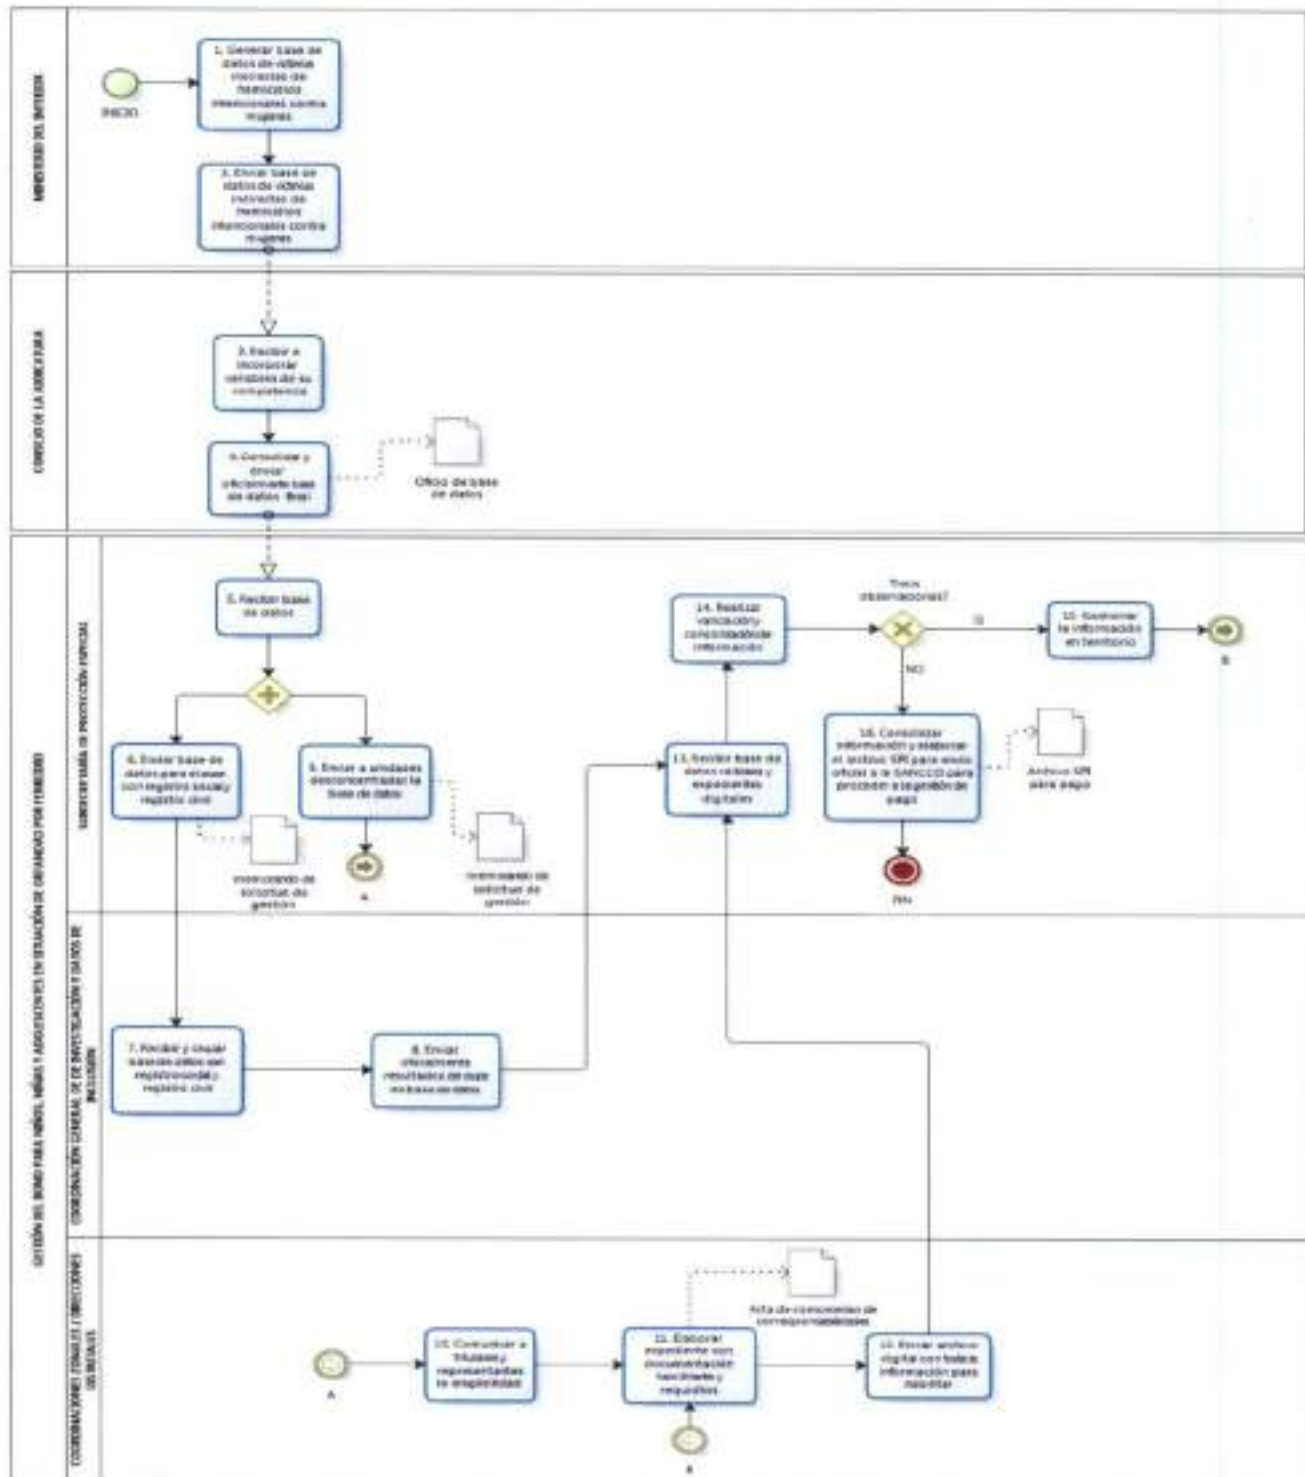 MINISTERIO DEL INTERIOR
INICIO
1. Generar base de
datos de víctimas
indirectas de
homicidios
intencionales contra
mujeres
2. Enviar base de
datos de víctimas
indirectas de
homicidios
intencionales contra
mujeres
CONSEJO DE LA JUDICATURA
3. Recibir e
incorporar
variables de su
competencia
4. Consolidar y
enviar
oficialmente base
de datos final
Oficio de base
de datos
GESTIÓN DEL BONO PARA NIÑOS, NIÑAS Y ADOLESCENTES EN SITUACIÓN DE ORFANDAD POR FEMICIDIO
SUBSECRETARÍA DE PROTECCIÓN ESPECIAL
5. Recibir base
de datos
6. Enviar base de
datos para
con registro social y
registro civil
memorando de
solicitud de
gestión
9. Enviar a unidades
desconcentradas la
base de datos
A
memorando de
solicitud de
gestión
13. Recibir base de
datos validada y
expedientes
digitales
14. Realizar
validación y
consolidación de
información
Tiene
observaciones?
SI
NO
15. Gestionar
la información
en territorio
B
16. Consolidar
información y elaborar
el archivo SPI para envío
oficial a la
proceder a la gestión de
pago
Archivo SPI
para pago
FIN
COORDINACIÓN GENERAL DE INVESTIGACIÓN Y DATOS DE
INCLUSIÓN
7. Recibir y cruzar
base de datos con
registro social y
registro civil
8. Enviar
oficialmente
resultados de cruce
en base de datos
COORDINACIONES ZONALES / DIRECCIONES
DISTRITALES
A
10. Comunicar a
Titulares y
representantes
la elegibilidad
11. Elaborar
expediente con
documentación
habilitante y
requisitos
Acta de compromiso de
corresponsabilidades
B
12. Enviar archivo
digital con toda la
información para
habilitar